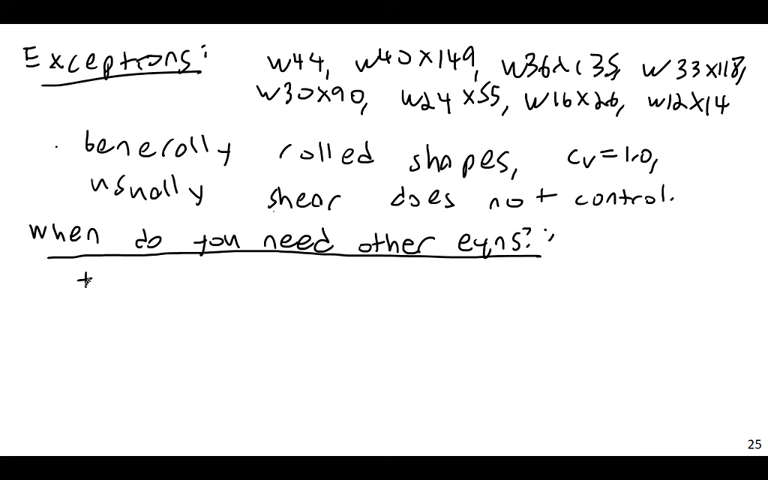 Exceptions:
W44, W40x149, W36x135, W33x118,
W30x90, W24x55, W16x26, W12x14
· Generally rolled shapes, Cv=1.0,
usually shear does not control.
When do you need other eqns?:
t
25